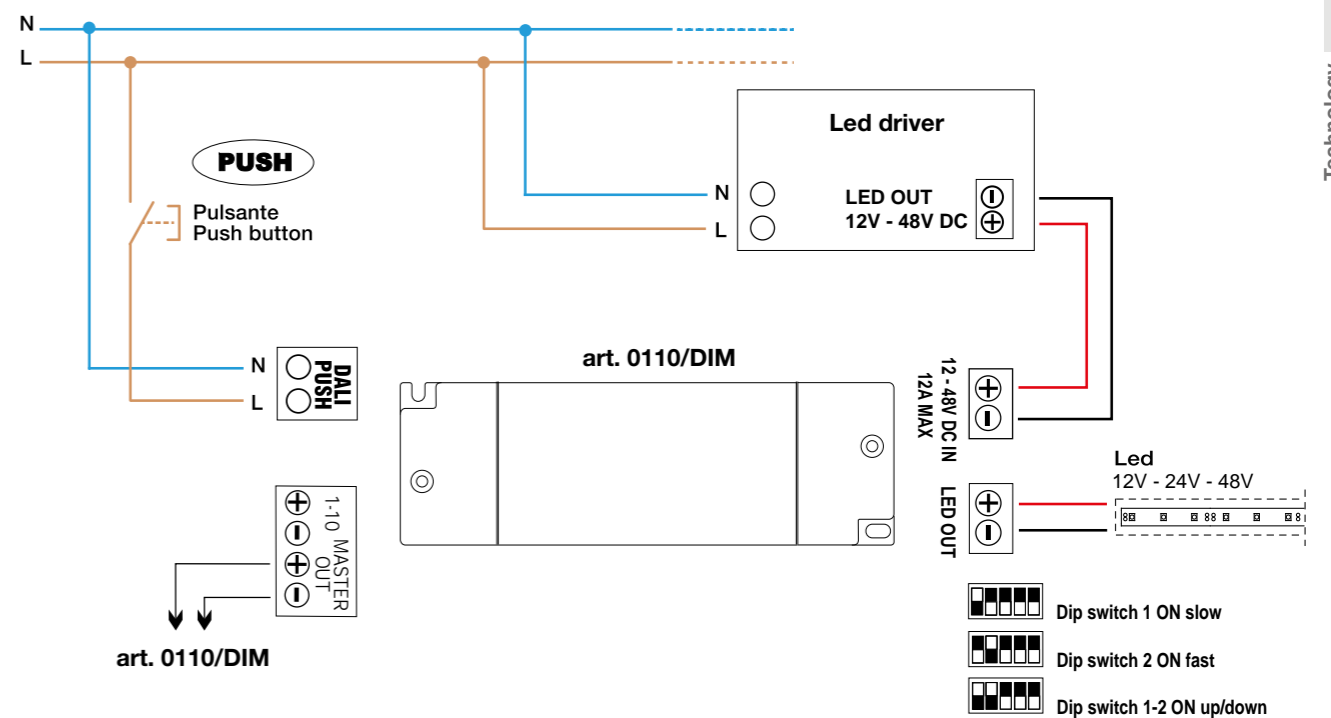 N
L
Technology
Led driver
PUSH
N
L
LED OUT
12V - 48V DC
Pulsante
Push button
art. 0110/DIM
N
L
DALI
PUSH
12 - 48V DC IN
12A MAX
Led
12V - 24V - 48V
LED OUT
1-10 MASTER
OUT
art. 0110/DIM
Dip switch 1 ON slow
Dip switch 2 ON fast
Dip switch 1-2 ON up/down